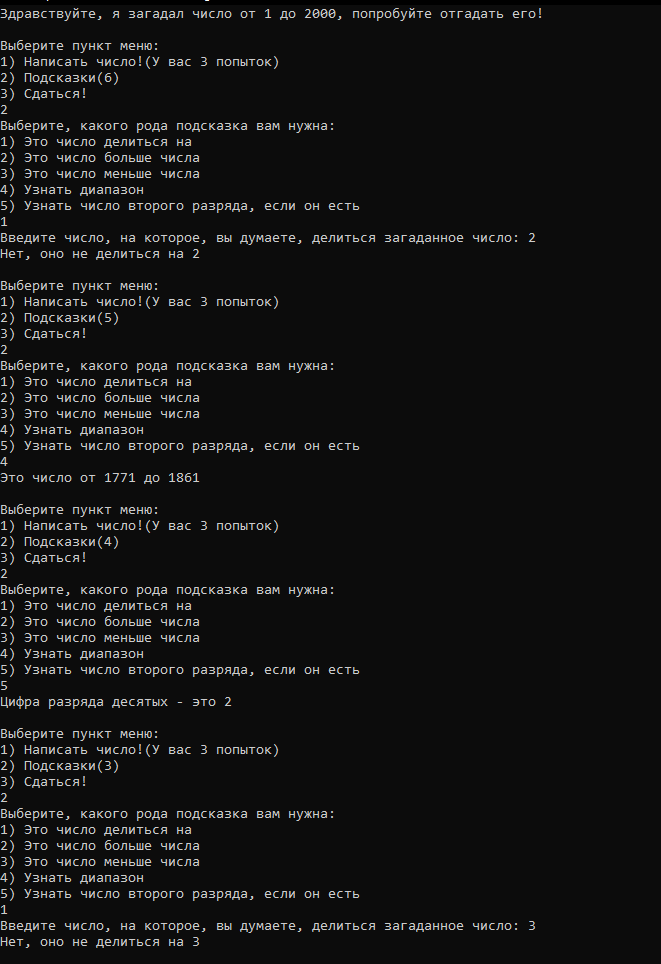 Здравствуйте, я загадал число от 1 до 2000, попробуйте отгадать его!
Выберите пункт меню:
1) Написать число!(У вас 3 попыток)
2) Подсказки(6)
3) Сдаться!
2
Выберите, какого рода подсказка вам нужна:
1) Это число делиться на
2) Это число больше числа
3) Это число меньше числа
4) Узнать диапазон
5) Узнать число второго разряда, если он есть
1
Введите число, на которое, вы думаете, делиться загаданное число: 2
Нет, оно не делиться на 2
Выберите пункт меню:
1) Написать число!(У вас 3 попыток)
2) Подсказки(5)
3) Сдаться!
2
Выберите, какого рода подсказка вам нужна:
1) Это число делиться на
2) Это число больше числа
3) Это число меньше числа
4) Узнать диапазон
5) Узнать число второго разряда, если он есть
4
Это число от 1771 до 1861
Выберите пункт меню:
1) Написать число!(У вас 3 попыток)
2) Подсказки(4)
3) Сдаться!
2
Выберите, какого рода подсказка вам нужна:
1) Это число делиться на
2) Это число больше числа
3) Это число меньше числа
4) Узнать диапазон
5) Узнать число второго разряда, если он есть
5
Цифра разряда десятых - это 2
Выберите пункт меню:
1) Написать число!(У вас 3 попыток)
2) Подсказки(3)
3) Сдаться!
2
Выберите, какого рода подсказка вам нужна:
1) Это число делиться на
2) Это число больше числа
3) Это число меньше числа
4) Узнать диапазон
5) Узнать число второго разряда, если он есть
1
Введите число, на которое, вы думаете, делиться загаданное число: 3
Нет, оно не делиться на 3